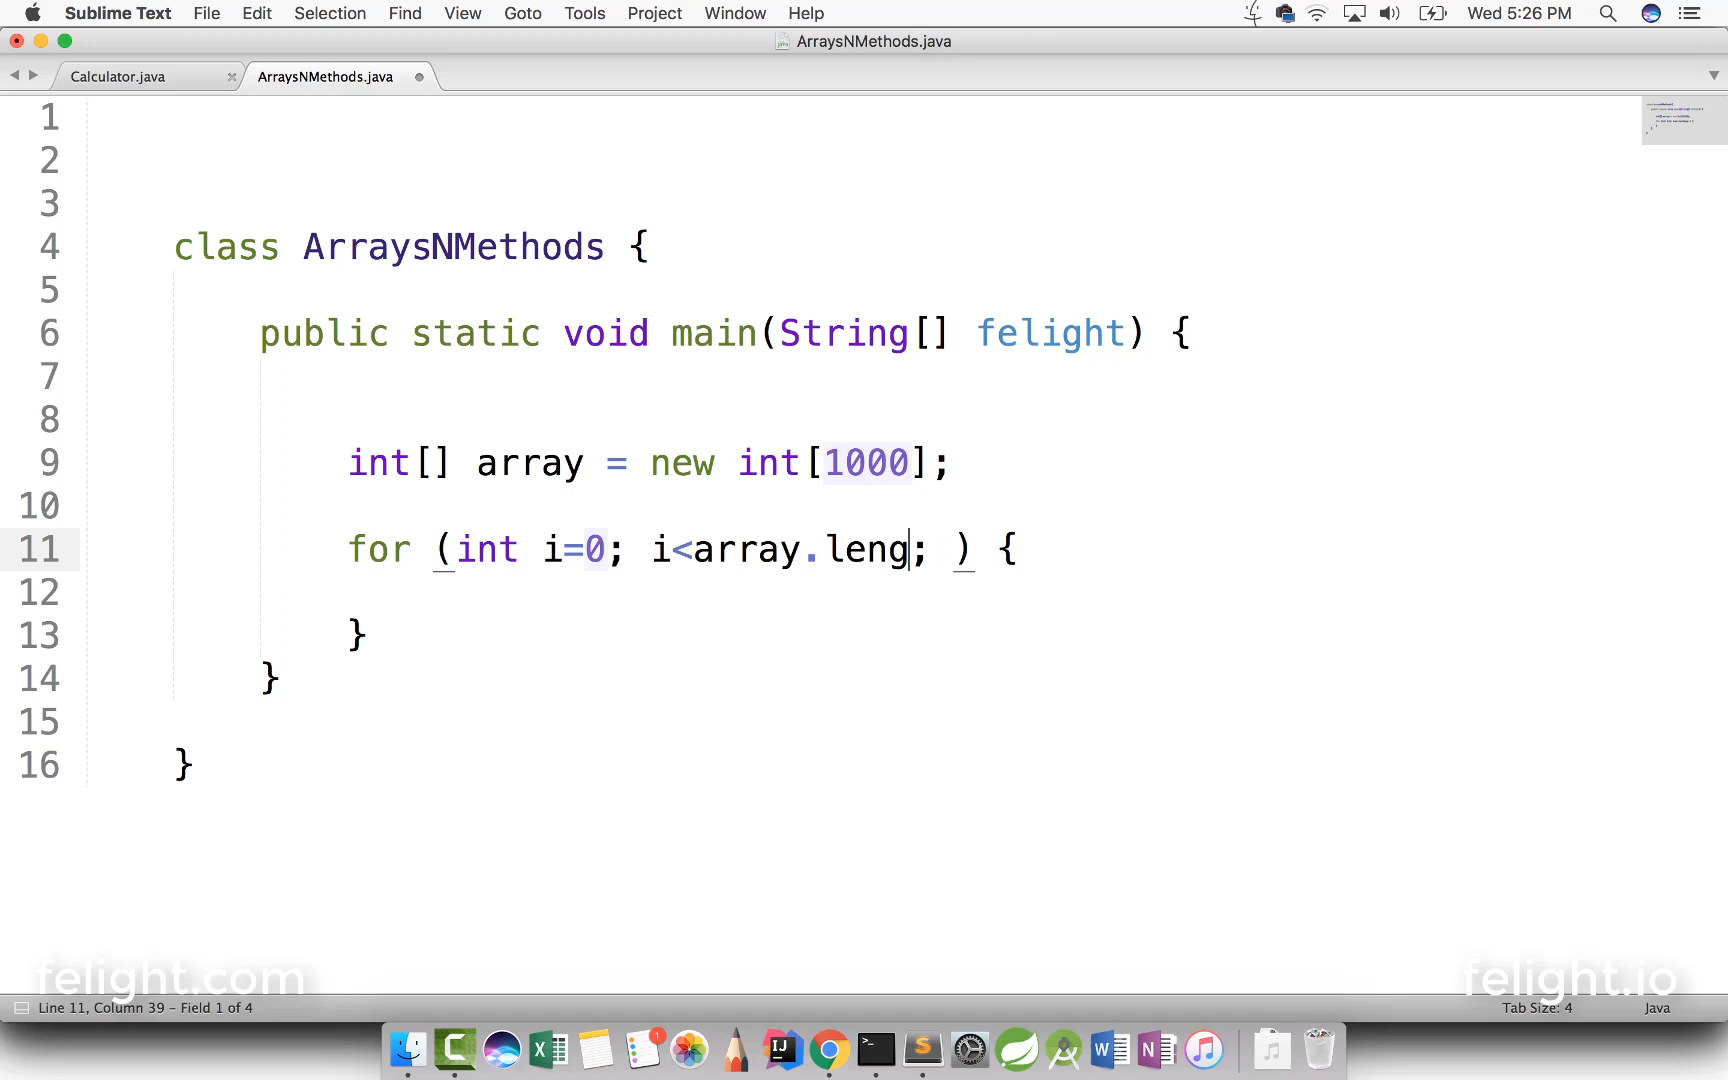 Sublime Text File Edit Selection Find View Goto Tools Project Window Help Wed 5:26 PM
ArraysNMethods.java
Calculator.java ArraysNMethods.java
1
2
3
4 class ArraysNMethods {
5
6 public static void main(String[] felight) {
7
8
9 int[] array = new int[1000];
10
11 for (int i=0; i<array.leng; ) {
12
13 }
14 }
15
16 }
felight.com felight.io
Line 11, Column 39 – Field 1 of 4 Tab Size: 4 Java